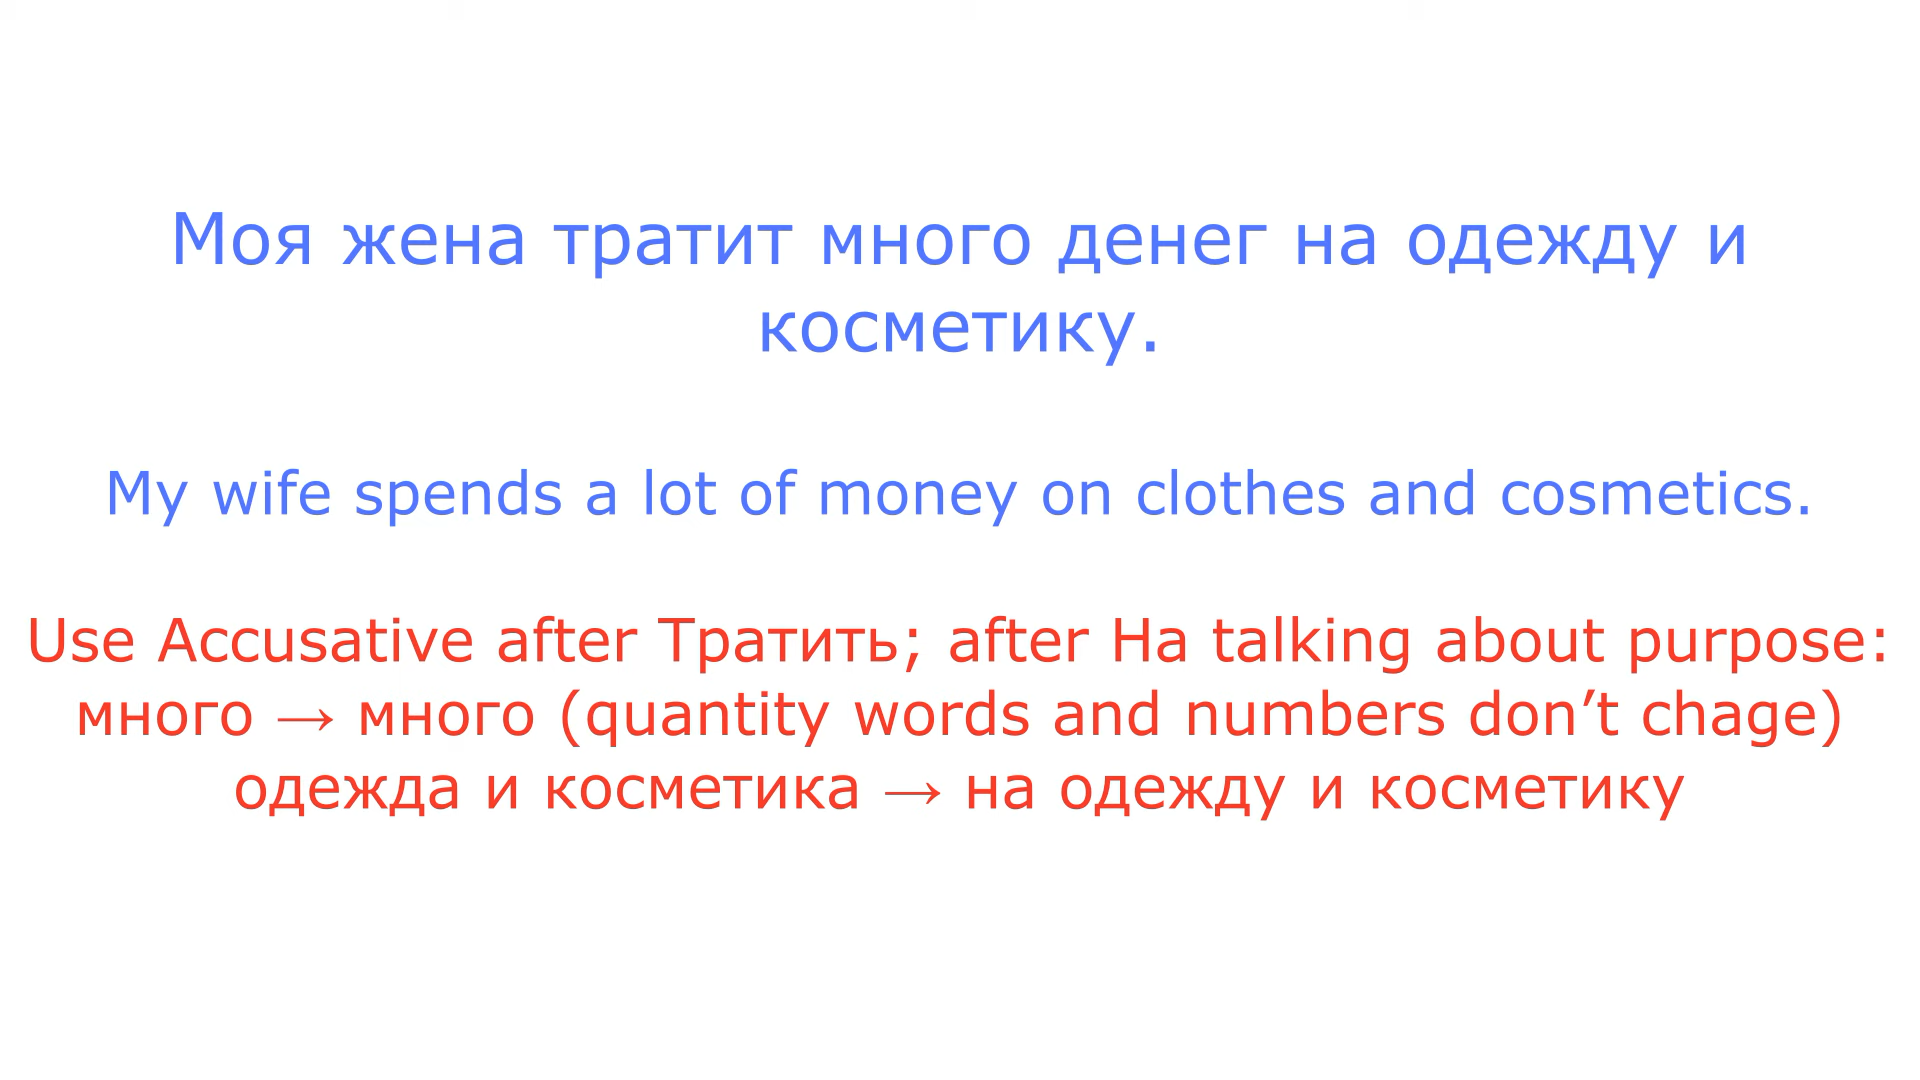 Моя жена тратит много денег на одежду и
косметику.
My wife spends a lot of money on clothes and cosmetics.
Use Accusative after Тратить; after На talking about purpose:
много → много (quantity words and numbers don’t chage)
одежда и косметика → на одежду и косметику